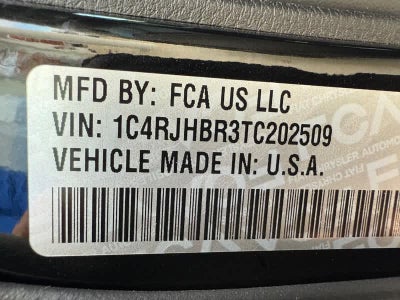 MFD BY: FCA US LLC
VIN: 1C4RJHBR3TC202509
VEHICLE MADE IN: U.S.A.